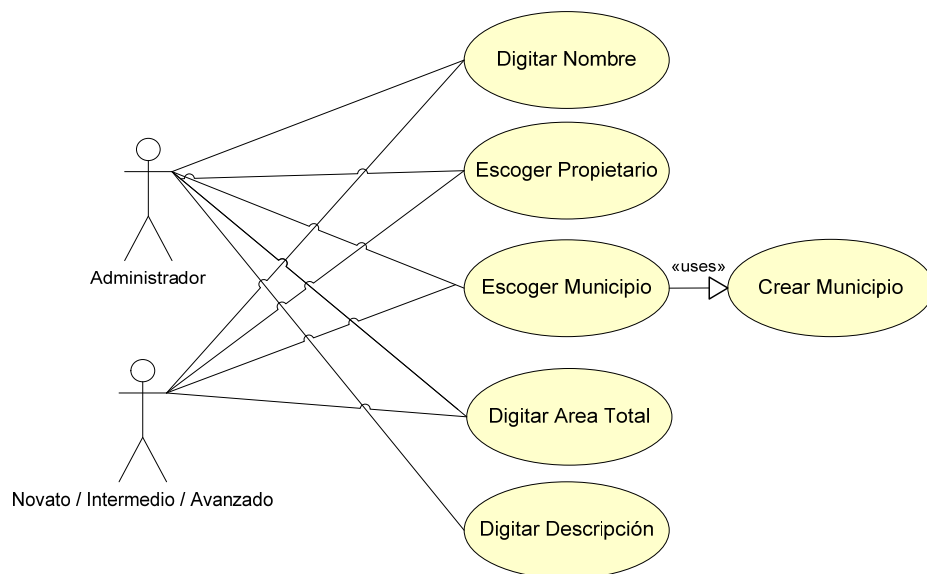 Digitar Nombre
Escoger Propietario
Administrador
Escoger Municipio
«uses»
Crear Municipio
Digitar Area Total
Novato / Intermedio / Avanzado
Digitar Descripción